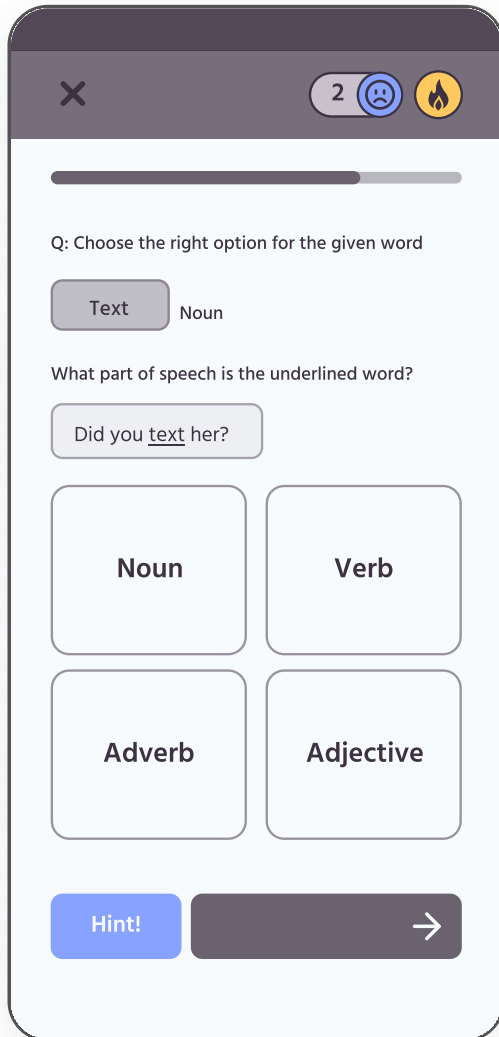 2
Q: Choose the right option for the given word
Text Noun
What part of speech is the underlined word?
Did you text her?
Noun Verb
Adverb Adjective
Hint!